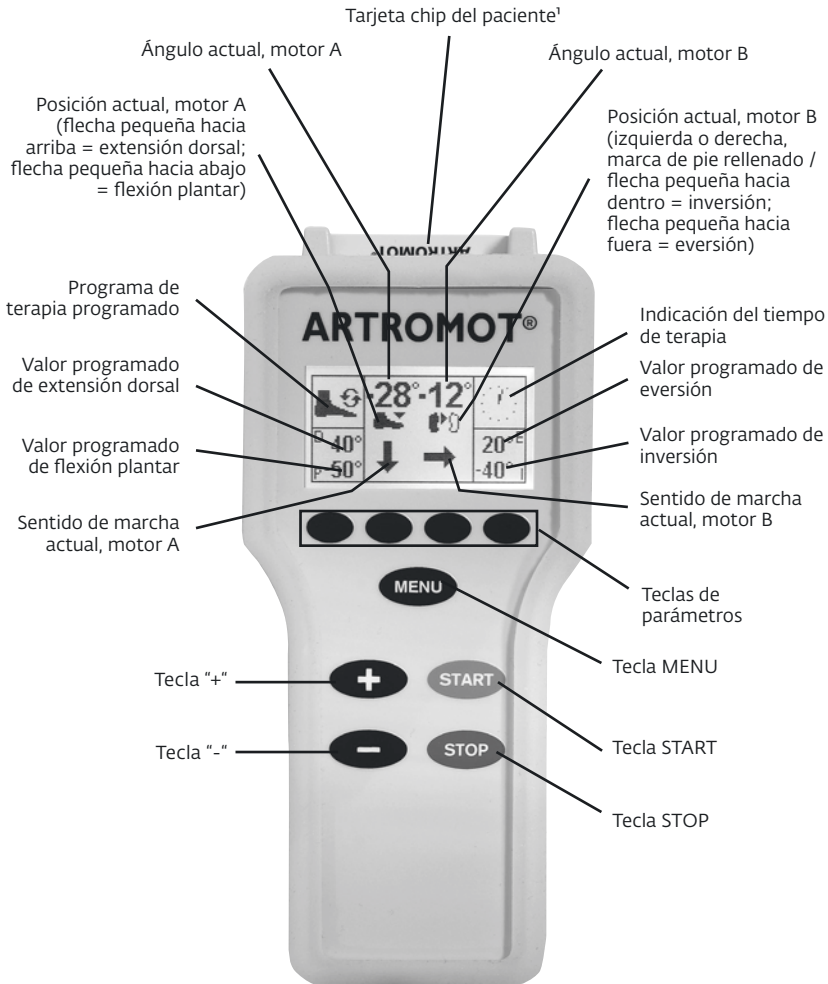 Tarjeta chip del paciente¹
Ángulo actual, motor A
Ángulo actual, motor B
Posición actual, motor A
(flecha pequeña hacia
arriba = extensión dorsal;
flecha pequeña hacia abajo
= flexión plantar)
Posición actual, motor B
(izquierda o derecha,
marca de pie rellenado /
flecha pequeña hacia
dentro = inversión;
flecha pequeña hacia
fuera = eversión)
ARTROMOT
Programa de
terapia programado
Valor programado
de extensión dorsal
Valor programado
de flexión plantar
Sentido de marcha
actual, motor A
ARTROMOT®
-28° -12°
D 40°
P 50°
20° E
-40° I
Indicación del tiempo
de terapia
Valor programado de
eversión
Valor programado de
inversión
Sentido de marcha
actual, motor B
Teclas de
parámetros
MENU
Tecla MENU
Tecla "+“
+
START
Tecla START
Tecla "-“
-
STOP
Tecla STOP